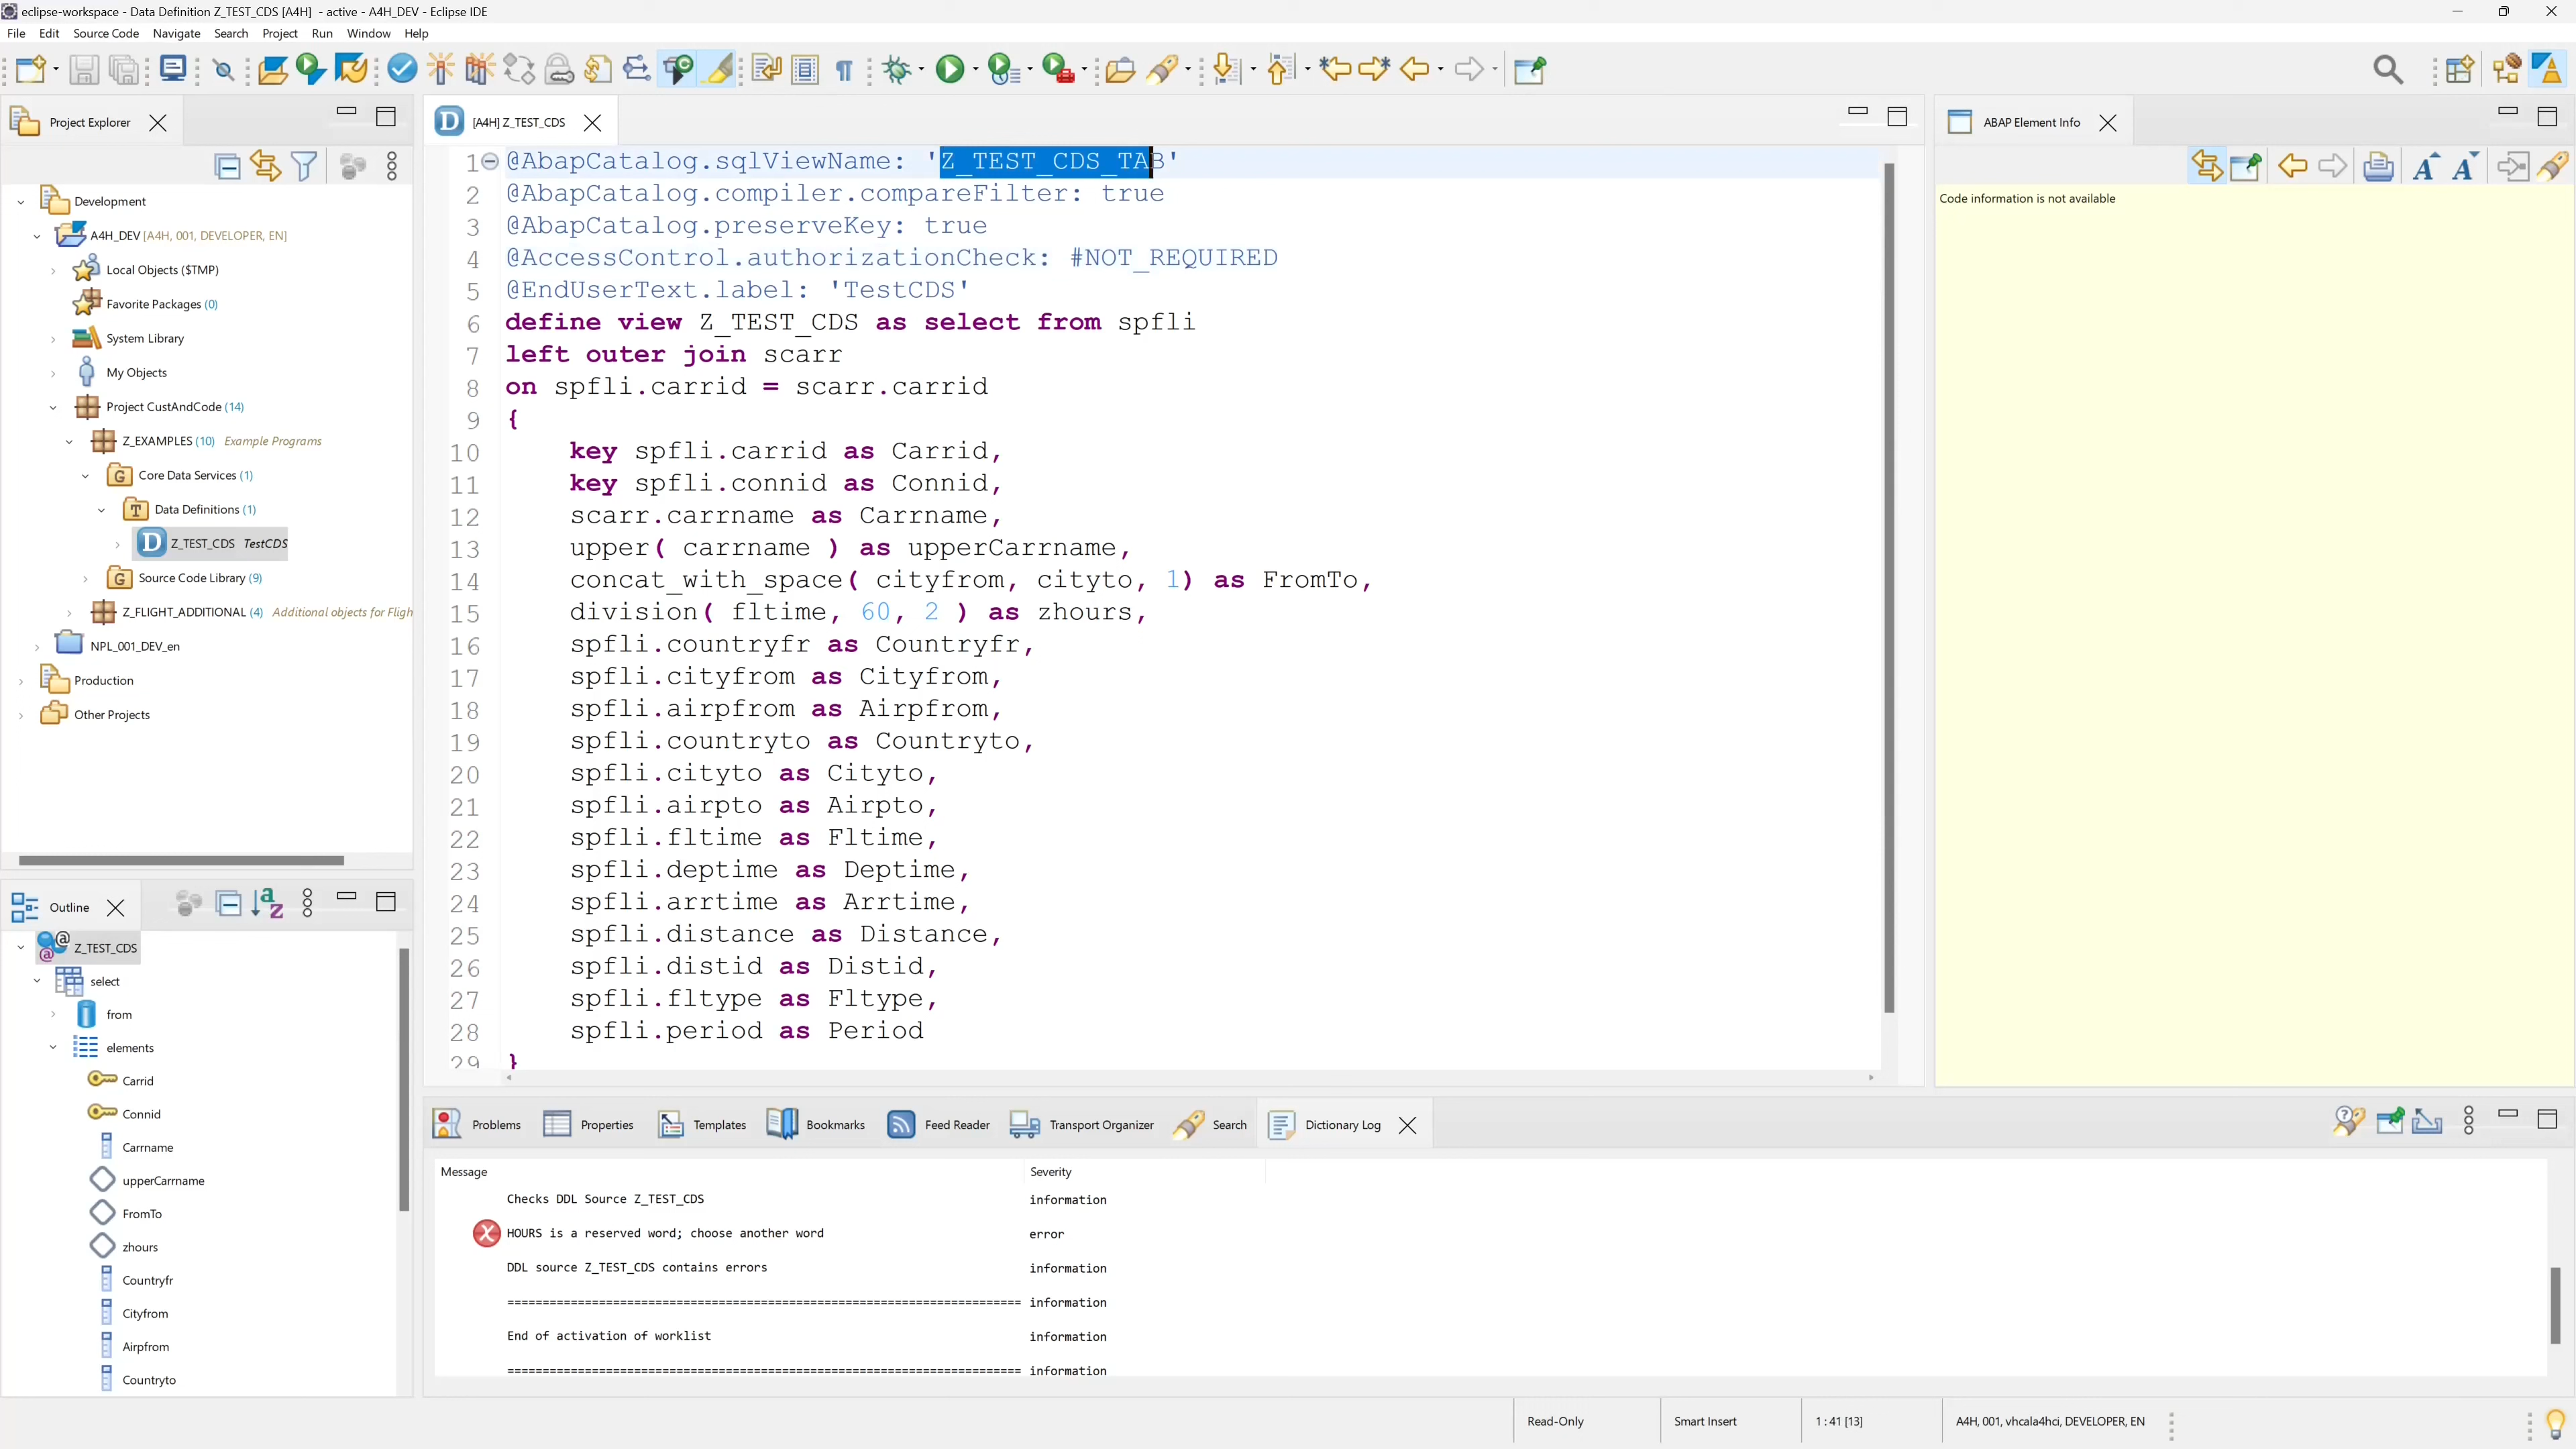 eclipse-workspace - Data Definition Z_TEST_CDS [A4H]  - active - A4H_DEV - Eclipse IDE
File Edit Source Code Navigate Search Project Run Window Help
Project Explorer
Development
A4H_DEV [A4H, 001, DEVELOPER, EN]
Local Objects ($TMP)
Favorite Packages (0)
System Library
My Objects
Project CustAndCode (14)
Z_EXAMPLES (10) Example Programs
Core Data Services (1)
Data Definitions (1)
Z_TEST_CDS TestCDS
Source Code Library (9)
Z_FLIGHT_ADDITIONAL (4) Additional objects for Fligh
NPL_001_DEV_en
Production
Other Projects
Outline
Z_TEST_CDS
select
from
elements
Carrid
Connid
Carrname
upperCarrname
FromTo
zhours
Countryfr
Cityfrom
Airpfrom
Countryto
[A4H] Z_TEST_CDS
1 @AbapCatalog.sqlViewName: 'Z_TEST_CDS_TAB'
2 @AbapCatalog.compiler.compareFilter: true
3 @AbapCatalog.preserveKey: true
4 @AccessControl.authorizationCheck: #NOT_REQUIRED
5 @EndUserText.label: 'TestCDS'
6 define view Z_TEST_CDS as select from spfli
7 left outer join scarr
8 on spfli.carrid = scarr.carrid
9 {
10 key spfli.carrid as Carrid,
11 key spfli.connid as Connid,
12 scarr.carrname as Carrname,
13 upper( carrname ) as upperCarrname,
14 concat_with_space( cityfrom, cityto, 1) as FromTo,
15 division( fltime, 60, 2 ) as zhours,
16 spfli.countryfr as Countryfr,
17 spfli.cityfrom as Cityfrom,
18 spfli.airpfrom as Airpfrom,
19 spfli.countryto as Countryto,
20 spfli.cityto as Cityto,
21 spfli.airpto as Airpto,
22 spfli.fltime as Fltime,
23 spfli.deptime as Deptime,
24 spfli.arrtime as Arrtime,
25 spfli.distance as Distance,
26 spfli.distid as Distid,
27 spfli.fltype as Fltype,
28 spfli.period as Period
29 }
ABAP Element Info
Code information is not available
Problems Properties Templates Bookmarks Feed Reader Transport Organizer Search Dictionary Log
Message Severity
Checks DDL Source Z_TEST_CDS information
HOURS is a reserved word; choose another word error
DDL source Z_TEST_CDS contains errors information
========================================================================== information
End of activation of worklist information
========================================================================== information
Read-Only Smart Insert 1 : 41 [13] A4H, 001, vhcala4hci, DEVELOPER, EN